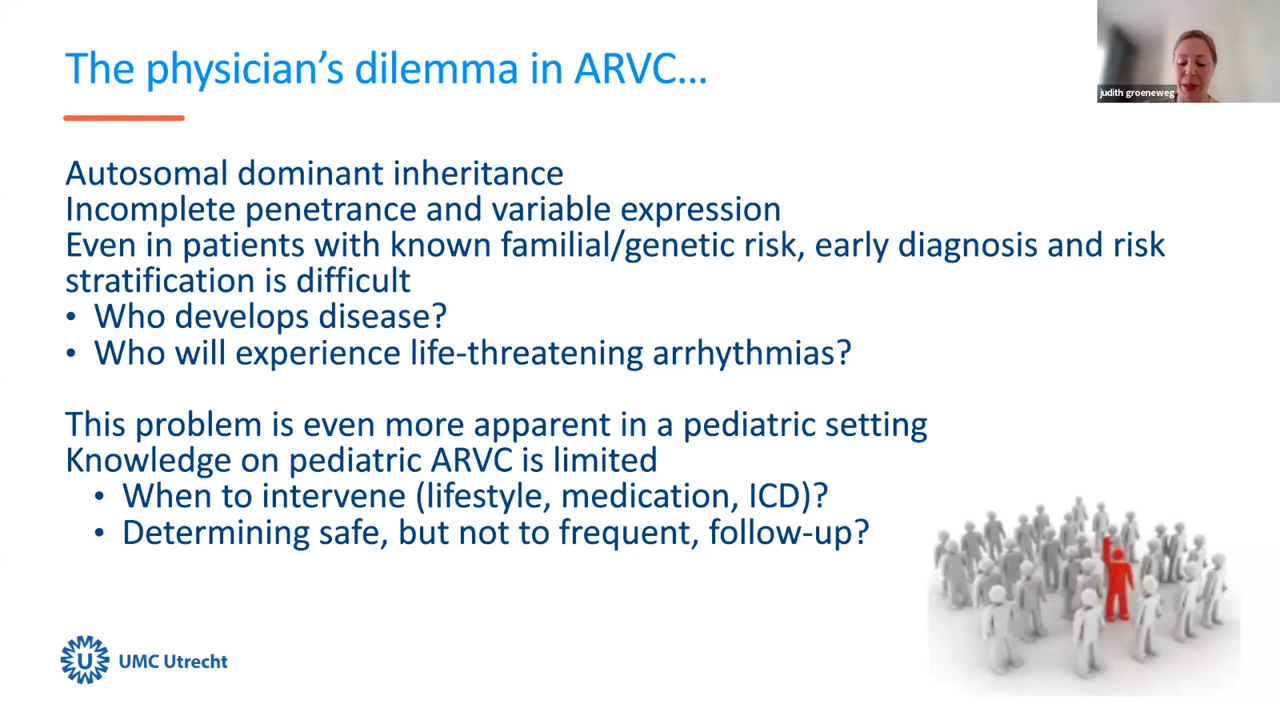 The physician's dilemma in ARVC...
judith groeneweg
Autosomal dominant inheritance
Incomplete penetrance and variable expression
Even in patients with known familial/genetic risk, early diagnosis and risk
stratification is difficult
• Who develops disease?
• Who will experience life-threatening arrhythmias?
This problem is even more apparent in a pediatric setting
Knowledge on pediatric ARVC is limited
• When to intervene (lifestyle, medication, ICD)?
• Determining safe, but not to frequent, follow-up?
U
UMC Utrecht